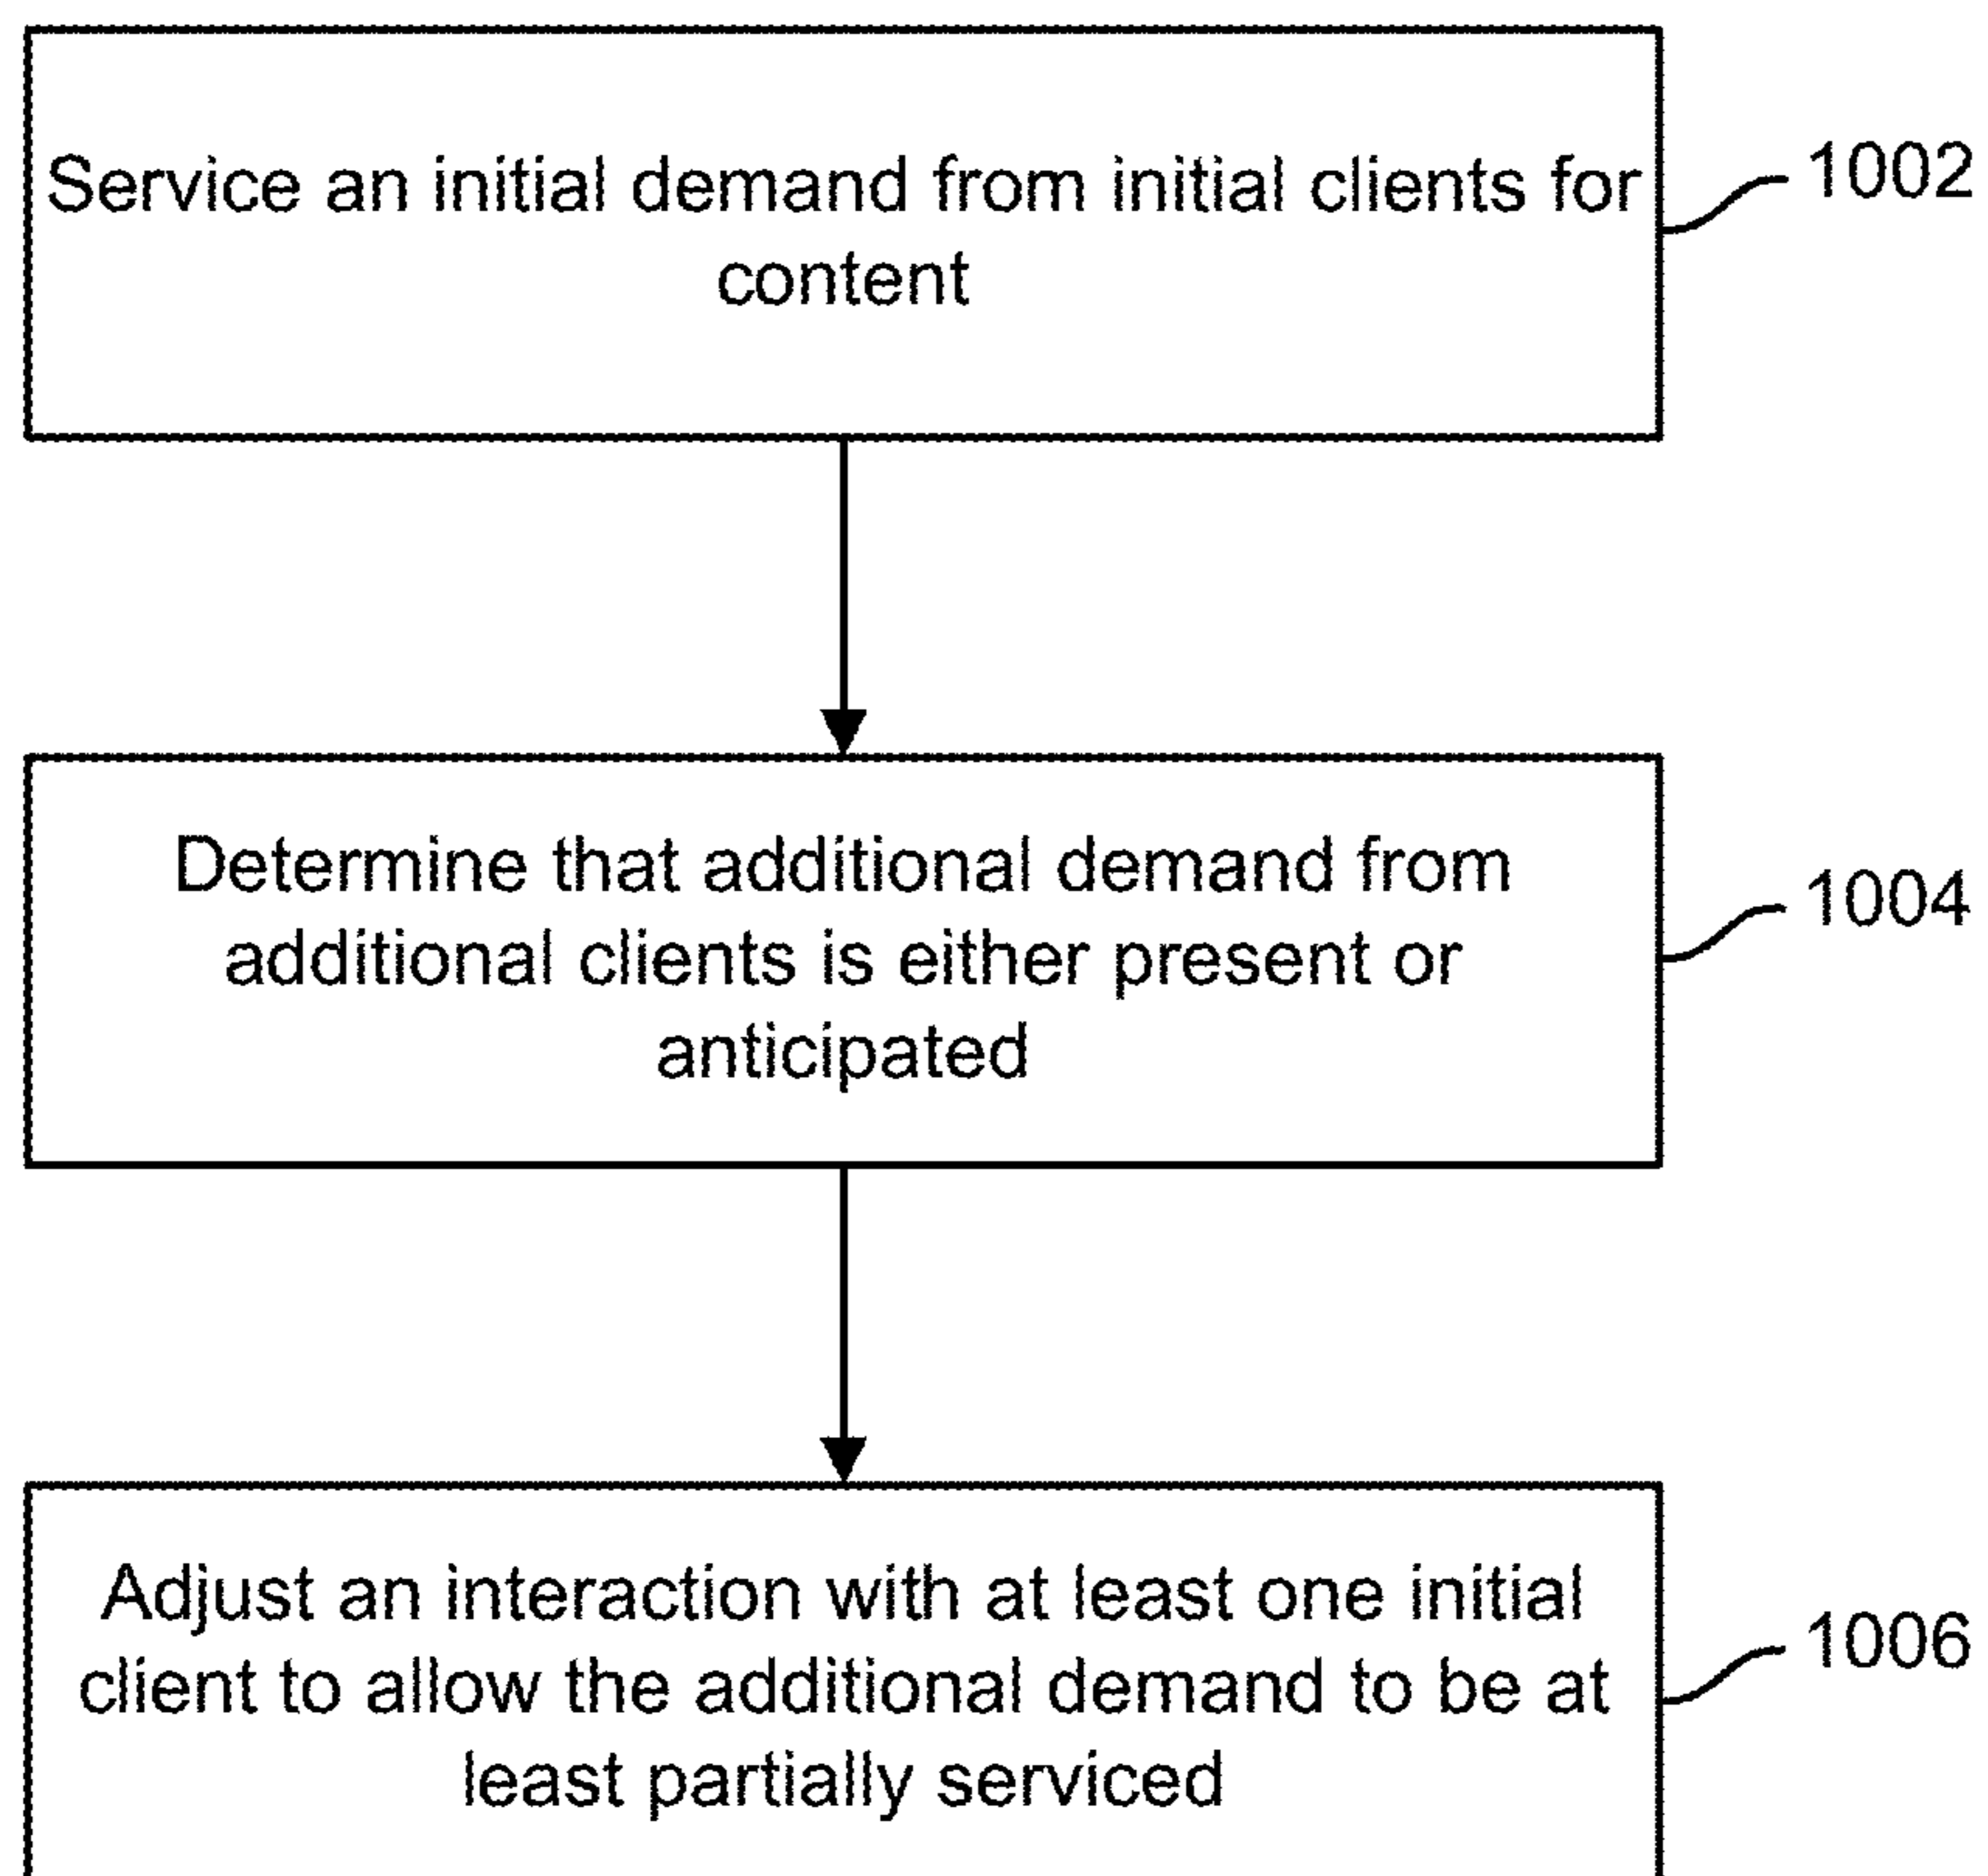 Service an initial demand from initial clients for
content
1002
Determine that additional demand from
additional clients is either present or
anticipated
1004
Adjust an interaction with at least one initial
client to allow the additional demand to be at
least partially serviced
1006